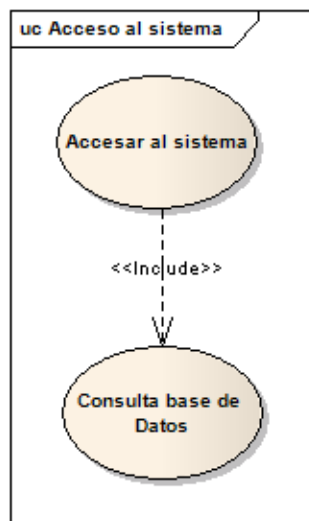 uc Acceso al sistema
Accesar al sistema
<<Include>>
Consulta base de
Datos